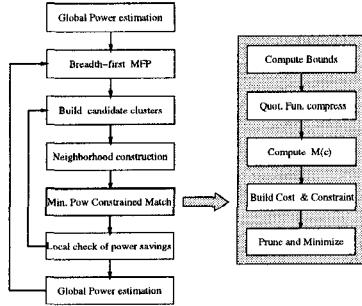 Global Power estimation
Breadth-first MFP
Build candidate clusters
Neighborhood construction
Min. Pow Constrained Match
Local check of power savings
Global Power estimation
Compute Bounds
Quot. Fun. compress
Compute M(c)
Build Cost & Constraint
Prune and Minimize